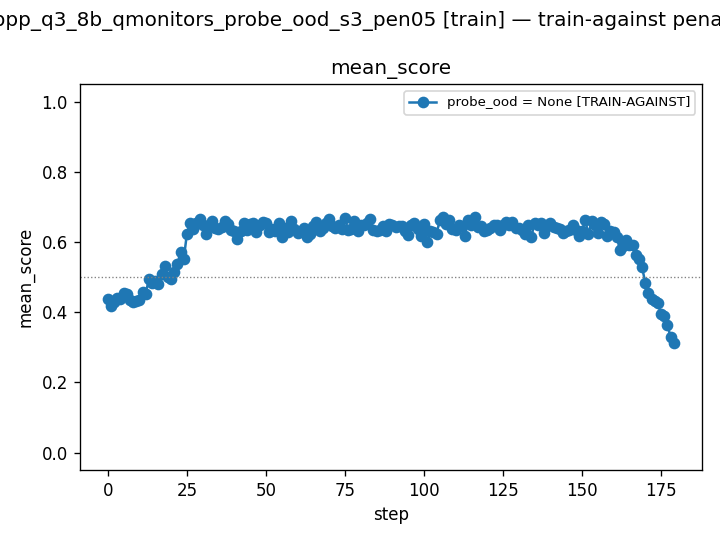 opp_q3_8b_qmonitors_probe_ood_s3_pen05 [train] — train-against pena
mean_score
probe_ood = None [TRAIN-AGAINST]
1.0
0.8
0.6
0.4
0.2
0.0
mean_score
0 25 50 75 100 125 150 175
step